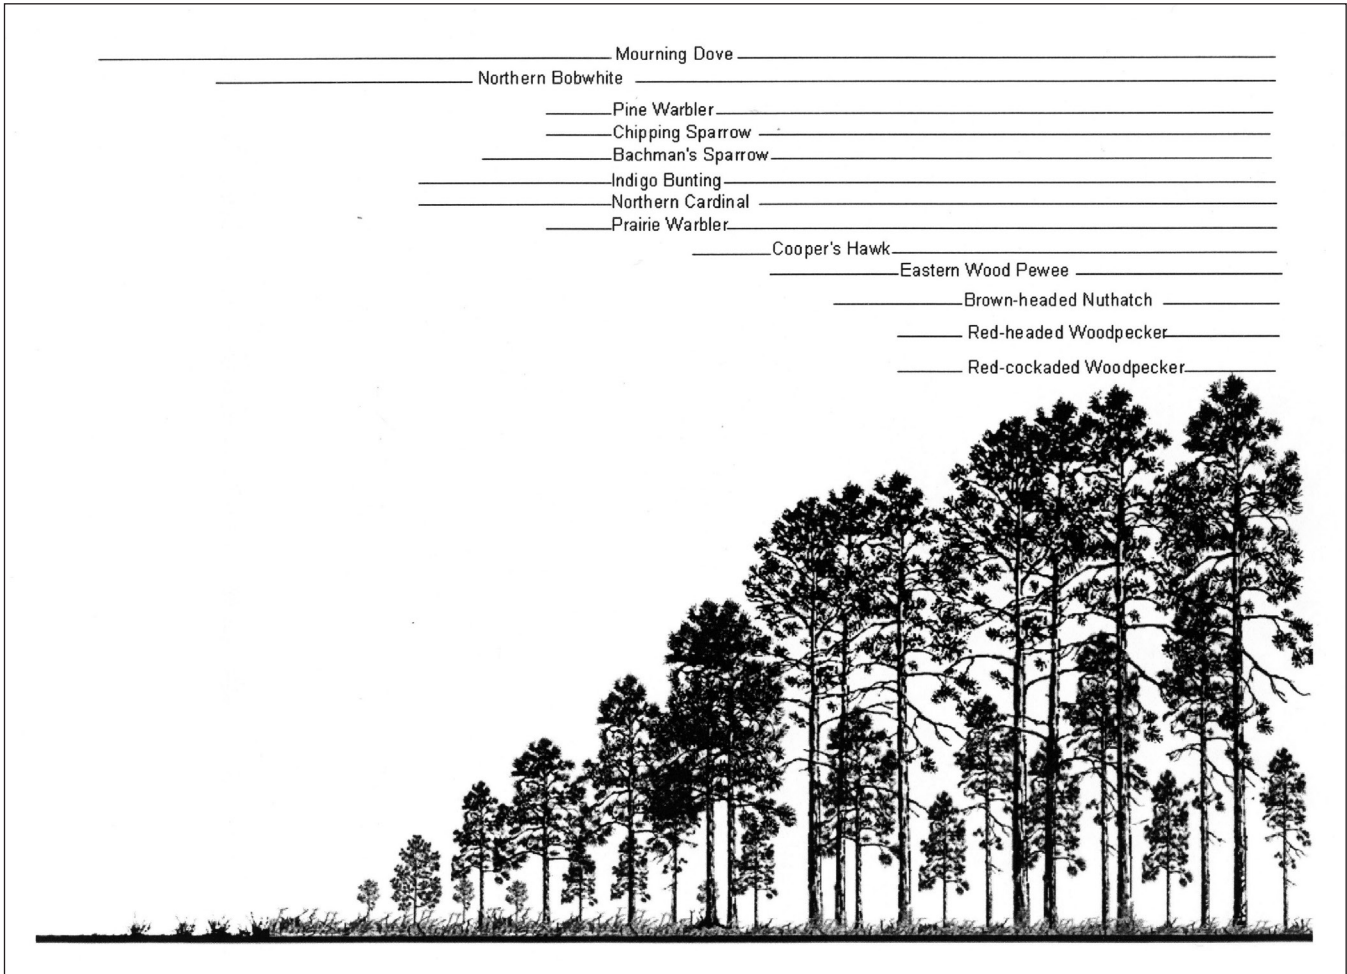 Mourning Dove
Northern Bobwhite
Pine Warbler
Chipping Sparrow
Bachman's Sparrow
Indigo Bunting
Northern Cardinal
Prairie Warbler
Cooper's Hawk
Eastern Wood Pewee
Brown-headed Nuthatch
Red-headed Woodpecker
Red-cockaded Woodpecker